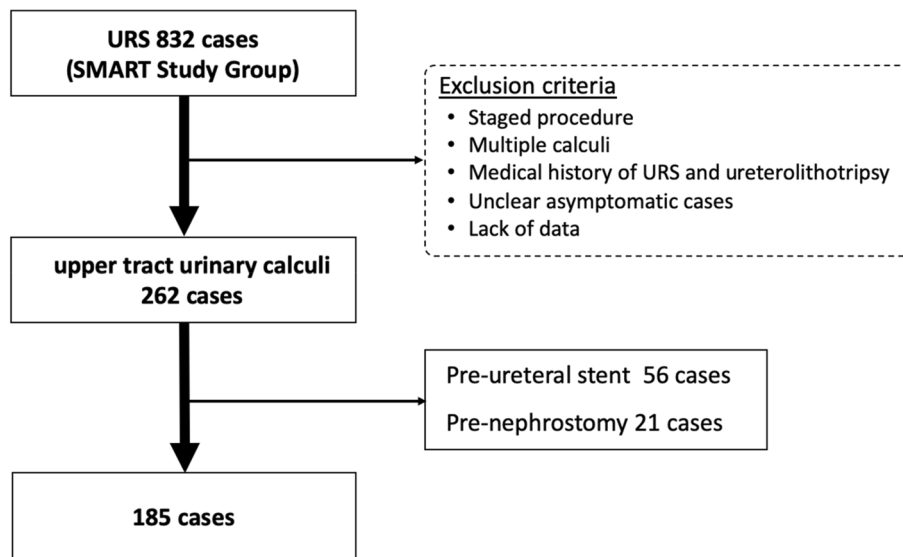 URS 832 cases
(SMART Study Group)
Exclusion criteria
• Staged procedure
• Multiple calculi
• Medical history of URS and ureterolithotripsy
• Unclear asymptomatic cases
• Lack of data
upper tract urinary calculi
262 cases
Pre-ureteral stent 56 cases
Pre-nephrostomy 21 cases
185 cases